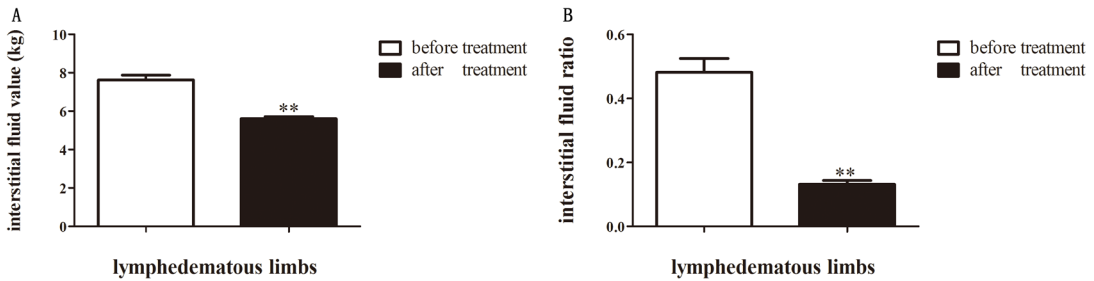 A
interstitial fluid value (kg)
10
8
6
4
2
0
**
before treatment
after treatment
lymphedematous limbs
B
interstitial fluid ratio
0.6
0.4
0.2
0.0
**
before treatment
after treatment
lymphedematous limbs